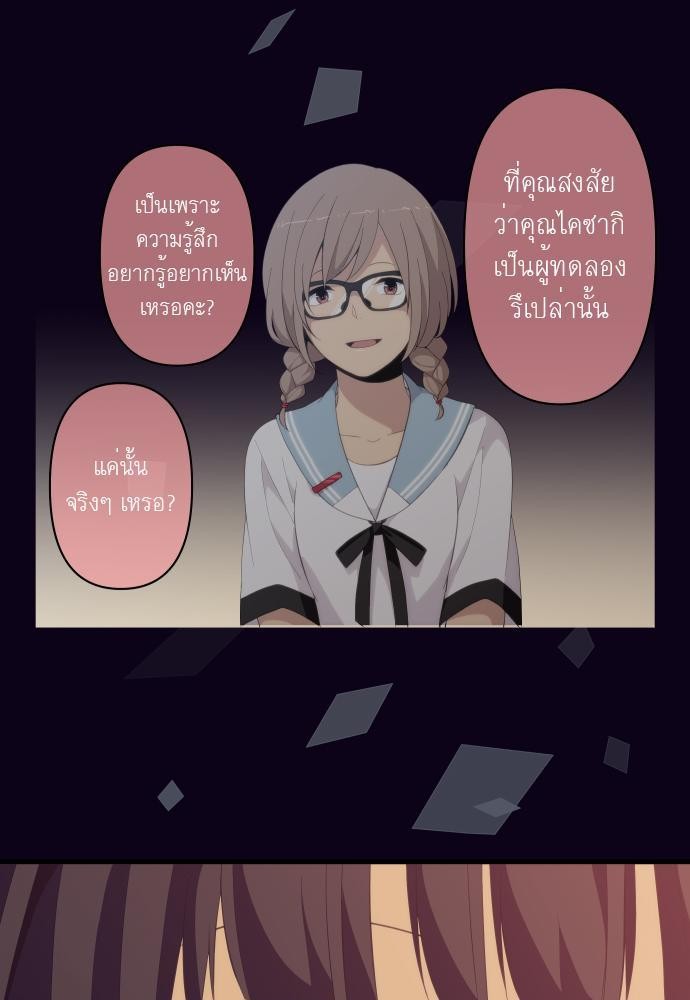 ที่คุณสงสัย
ว่าคุณไคซากิ
เป็นผู้ทดลอง
รึเปล่านั้น
เป็นเพราะ
ความรู้สึก
อยากรู้อยากเห็น
เหรอคะ?
แค่นั้น
จริงๆ เหรอ?